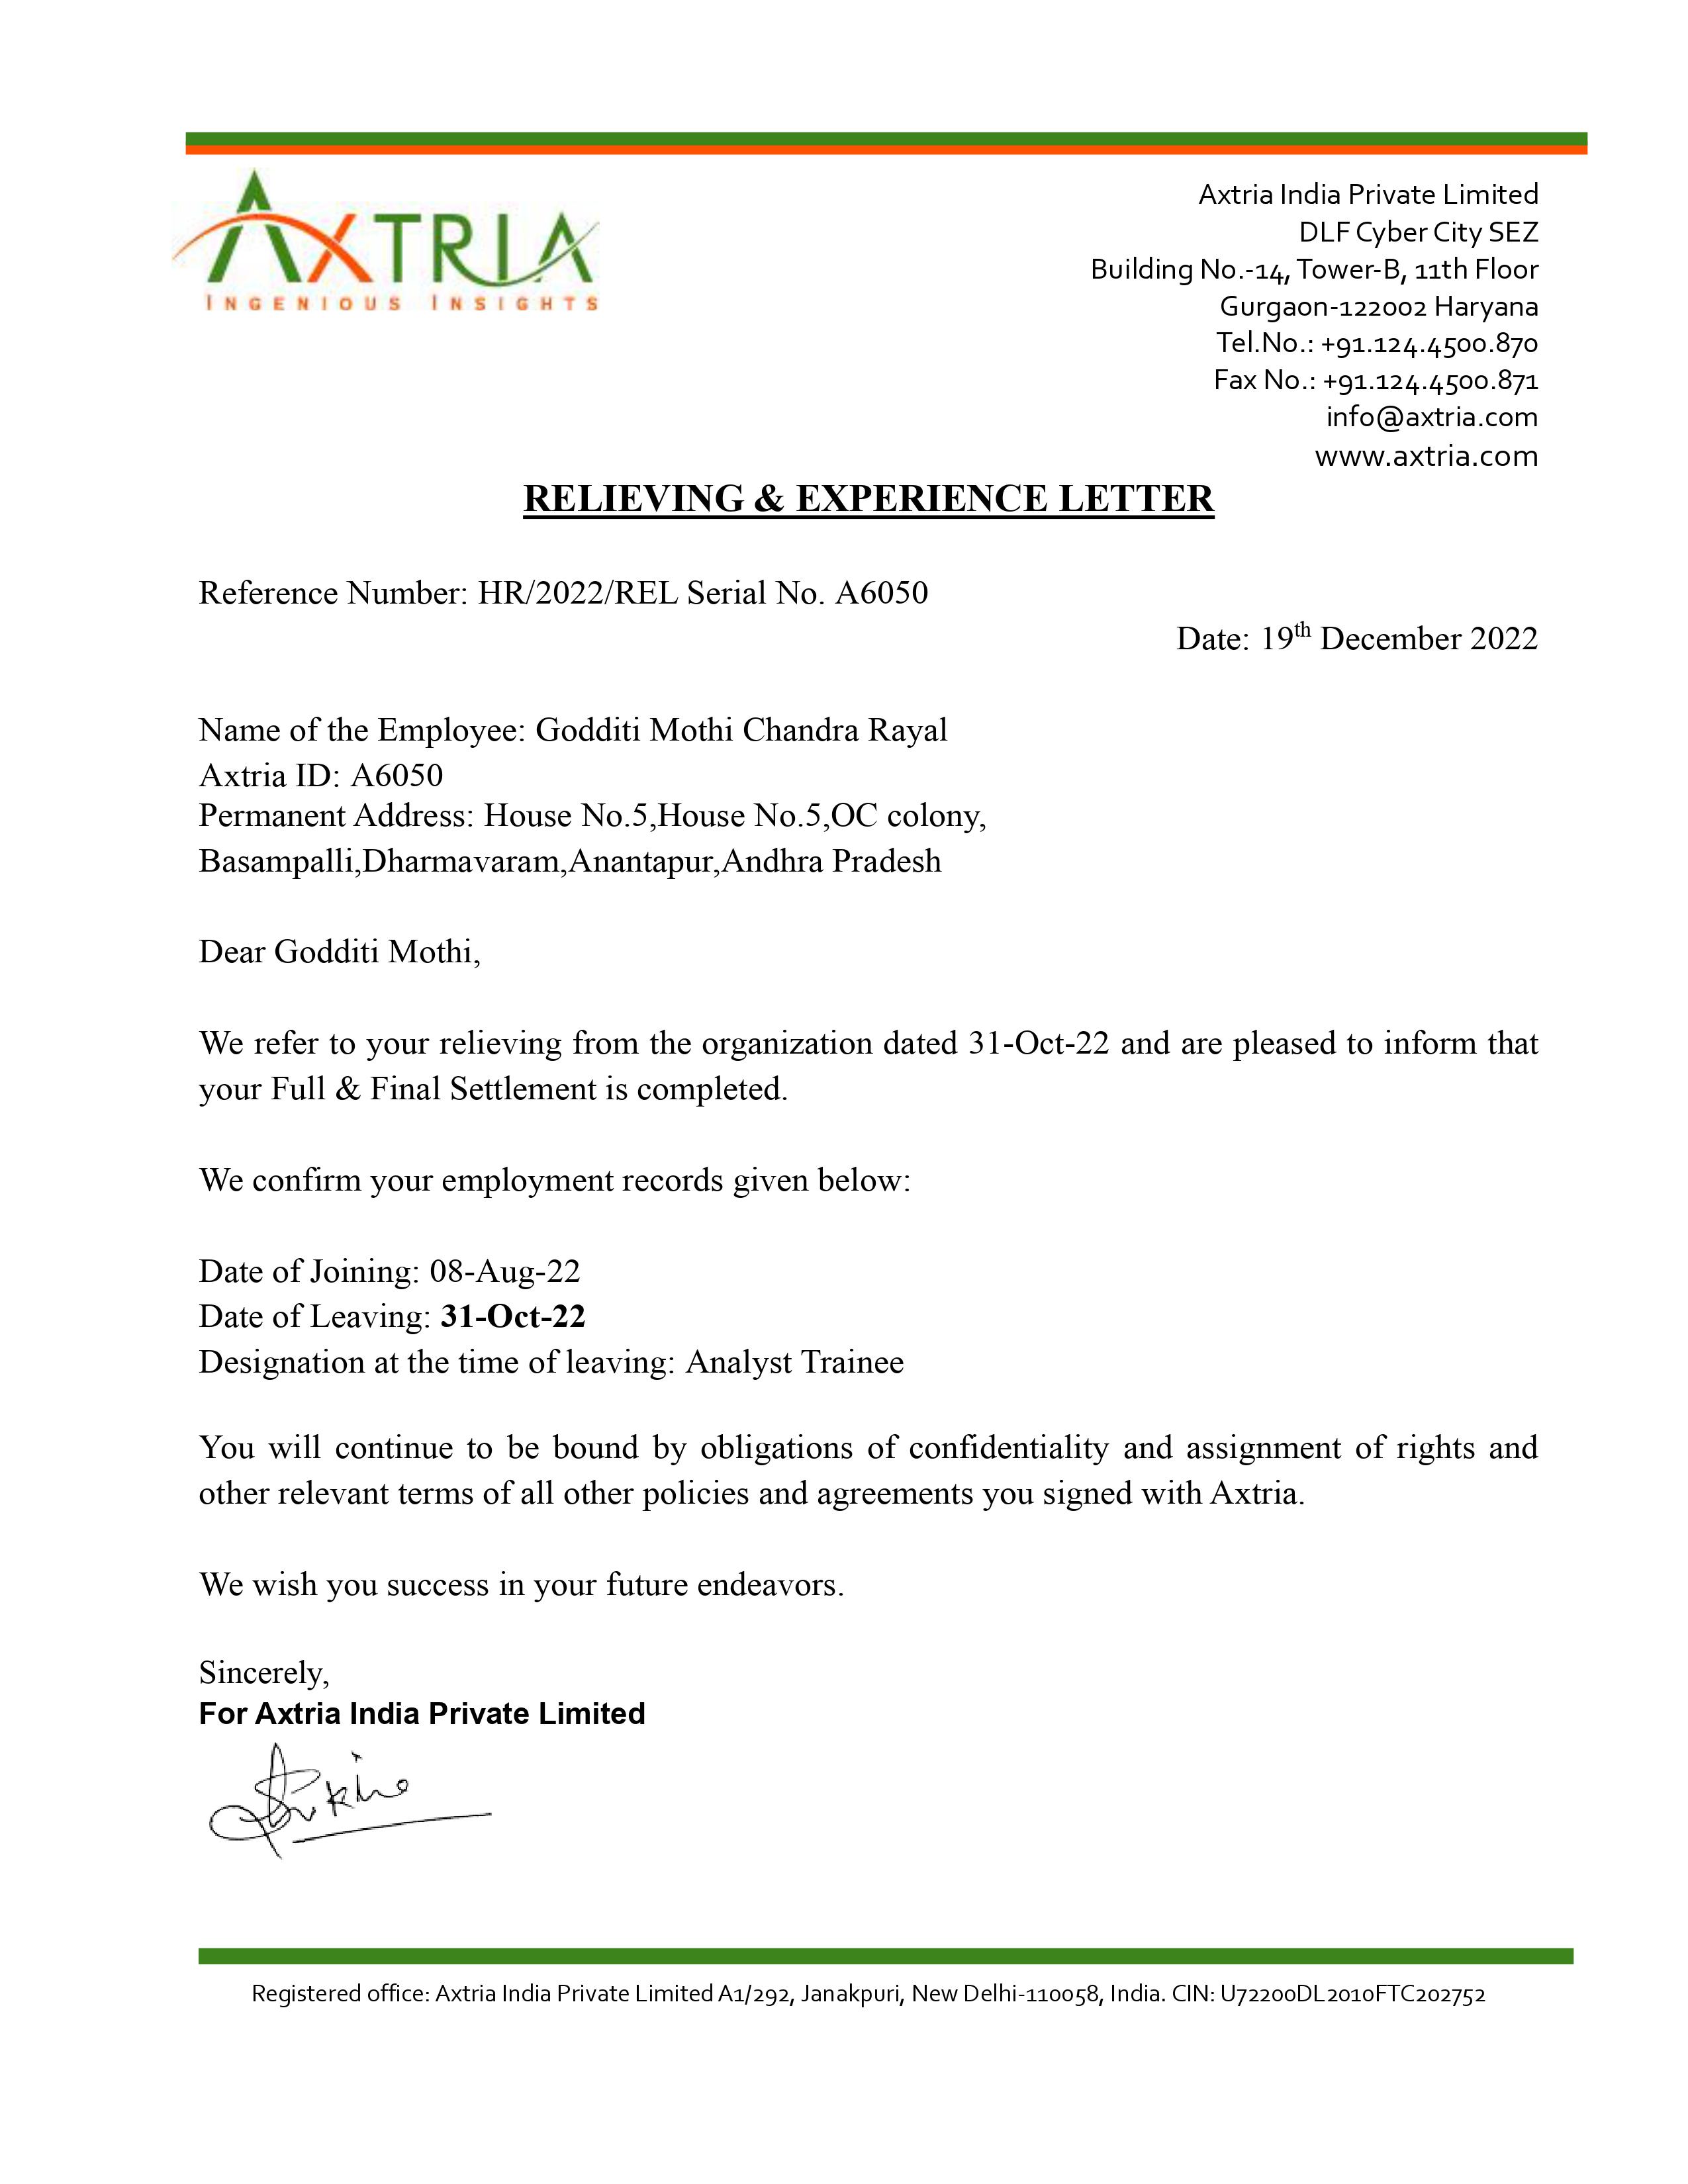 AXTRIA
INGENIOUS INSIGHTS
Axtria India Private Limited
DLF Cyber City SEZ
Building No.-14, Tower-B, 11th Floor
Gurgaon-122002 Haryana
Tel.No.: +91.124.4500.870
Fax No.: +91.124.4500.871
info@axtria.com
www.axtria.com
RELIEVING & EXPERIENCE LETTER
Reference Number: HR/2022/REL Serial No. A6050
Date: 19th December 2022
Name of the Employee: Godditi Mothi Chandra Rayal
Axtria ID: A6050
Permanent Address: House No.5,House No.5,OC colony,
Basampalli,Dharmavaram,Anantapur,Andhra Pradesh
Dear Godditi Mothi,
We refer to your relieving from the organization dated 31-Oct-22 and are pleased to inform that
your Full & Final Settlement is completed.
We confirm your employment records given below:
Date of Joining: 08-Aug-22
Date of Leaving: 31-Oct-22
Designation at the time of leaving: Analyst Trainee
You will continue to be bound by obligations of confidentiality and assignment of rights and
other relevant terms of all other policies and agreements you signed with Axtria.
We wish you success in your future endeavors.
Sincerely,
For Axtria India Private Limited
Registered office: Axtria India Private Limited A1/292, Janakpuri, New Delhi-110058, India. CIN: U72200DL2010FTC202752